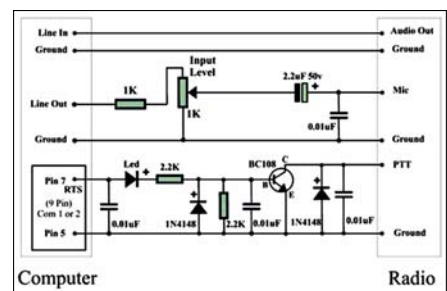 Line In
Audio Out
Ground
Ground
Input
Level
2.2uF 50v
+
1K
Mic
Line Out
1K
0.01uF
Ground
Ground
Pin 7
RTS
Led
+
2.2K
BC108
C
B
E
PTT
(9 Pin)
Com 1 or 2
+
+
0.01uF
1N4148
2.2K
0.01uF
1N4148
0.01uF
Pin 5
Ground
Computer
Radio